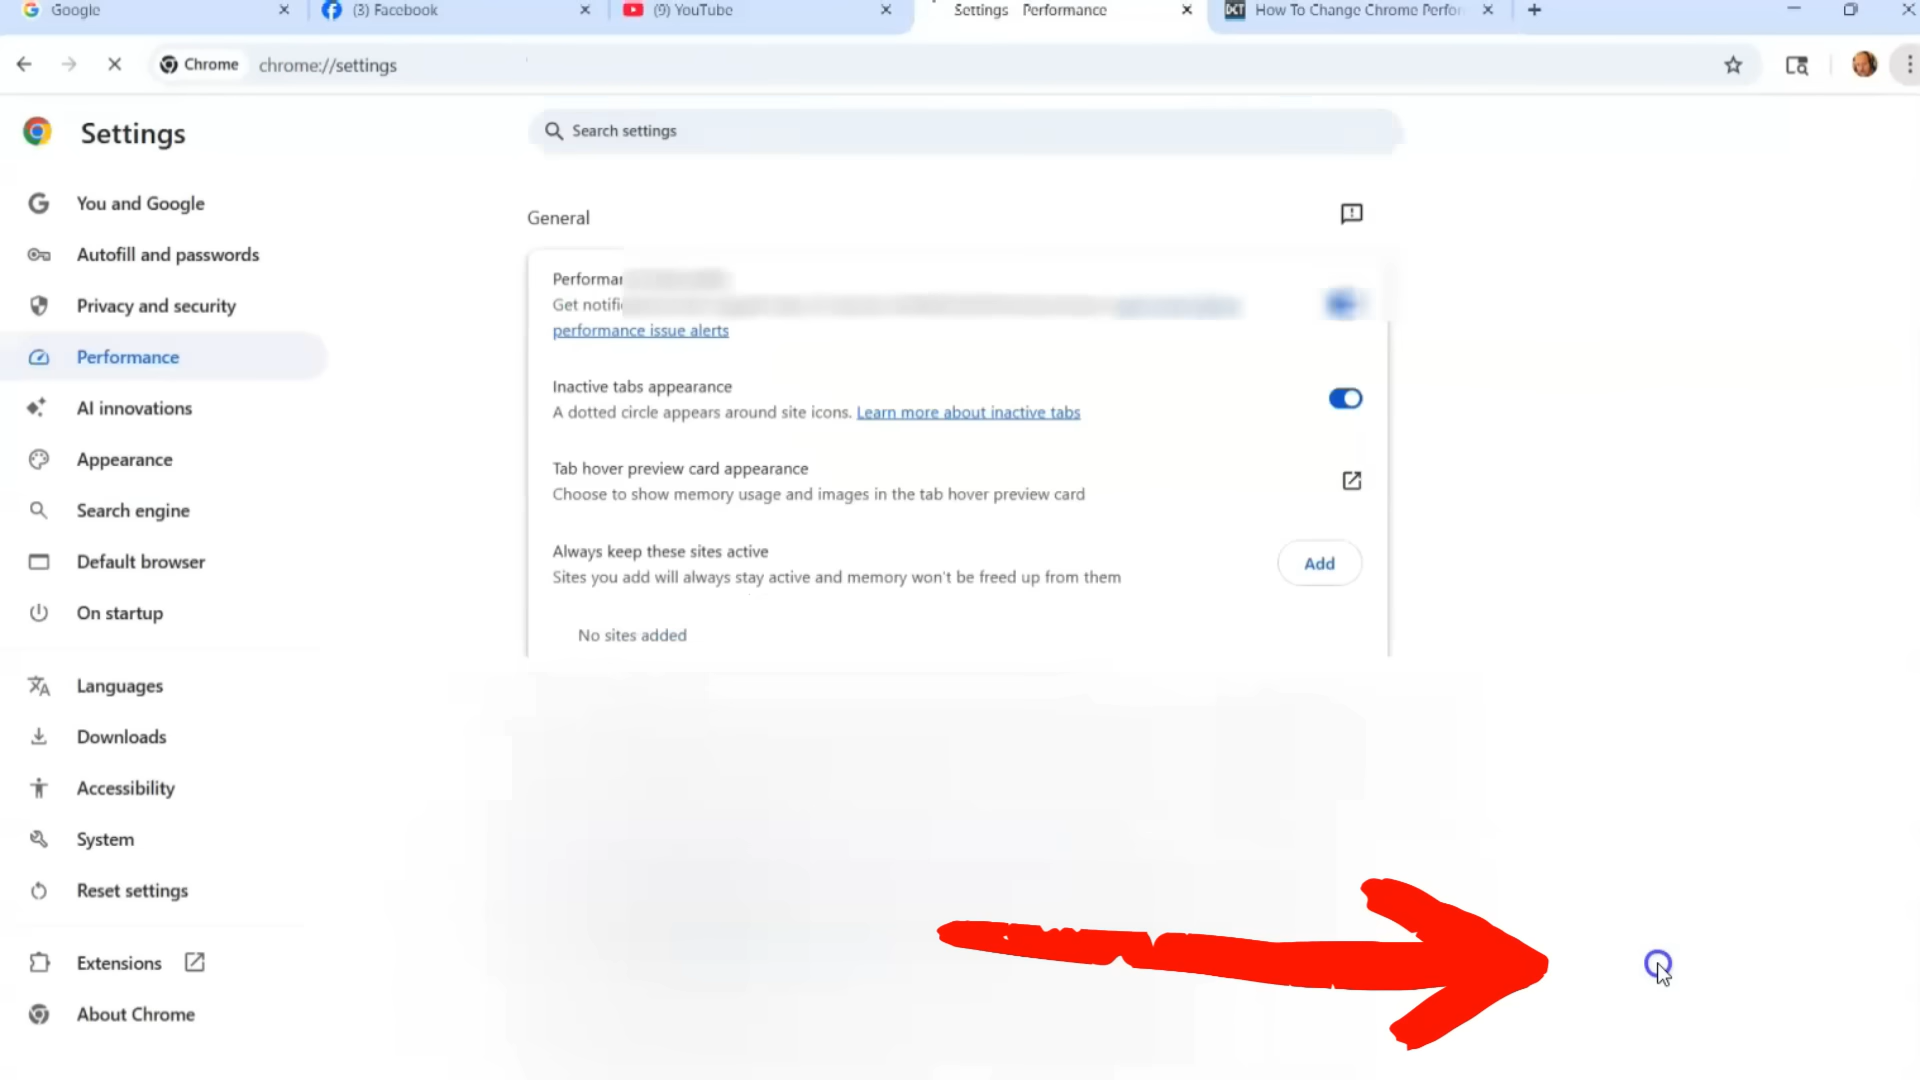 Google
(3) Facebook
(9) YouTube
Settings Performance
How To Change Chrome Perfor
Chrome
chrome://settings
Settings
Search settings
You and Google
Autofill and passwords
Privacy and security
Performance
AI innovations
Appearance
Search engine
Default browser
On startup
Languages
Downloads
Accessibility
System
Reset settings
Extensions
About Chrome
General
Performan
Get notifi
performance issue alerts
Inactive tabs appearance
A dotted circle appears around site icons. Learn more about inactive tabs
Tab hover preview card appearance
Choose to show memory usage and images in the tab hover preview card
Always keep these sites active
Sites you add will always stay active and memory won't be freed up from them
Add
No sites added